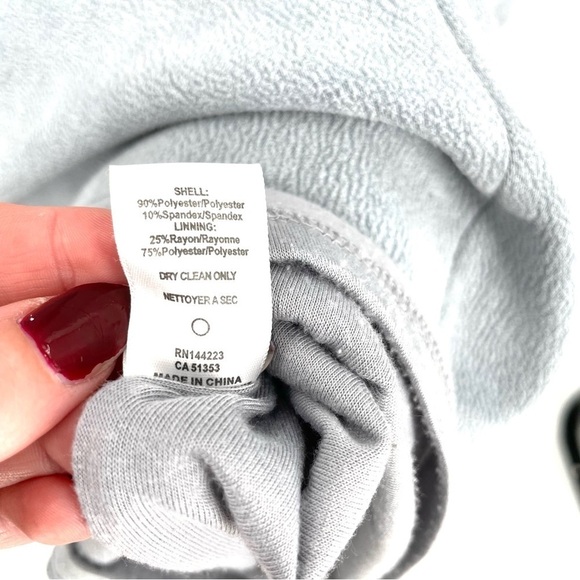 SHELL:
90%Polyester/Polyester
10%Spandex/Spandex
LINNING:
25%Rayon/Rayonne
75%Polyester/Polyester
DRY CLEAN ONLY
NETTOYER A SEC
RN144223
CA 51353
MADE IN CHINA